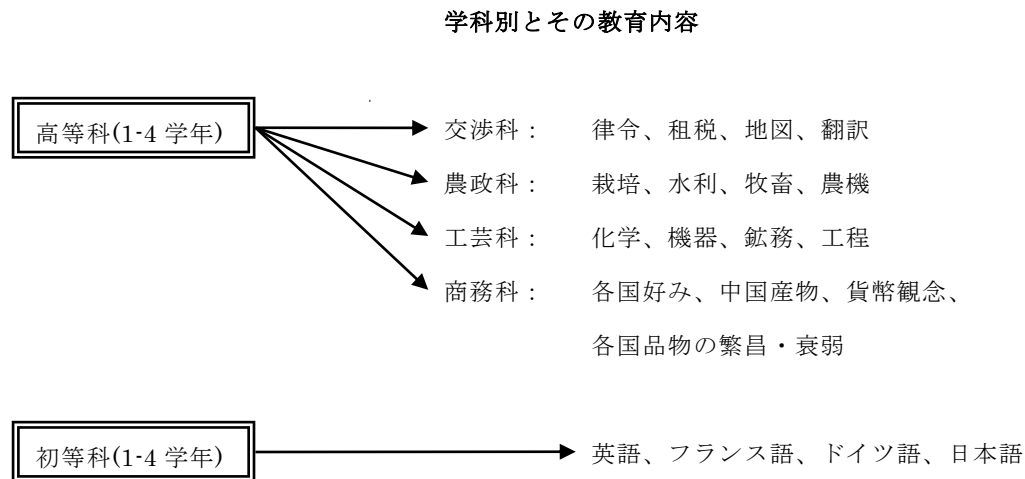 学科別とその教育内容
高等科(1-4 学年)
交渉科： 律令、租税、地図、翻訳
農政科： 栽培、水利、牧畜、農機
工芸科： 化学、機器、鉱務、工程
商務科： 各国好み、中国産物、貨幣観念、
各国品物の繁昌・衰弱
初等科(1-4 学年)
英語、フランス語、ドイツ語、日本語